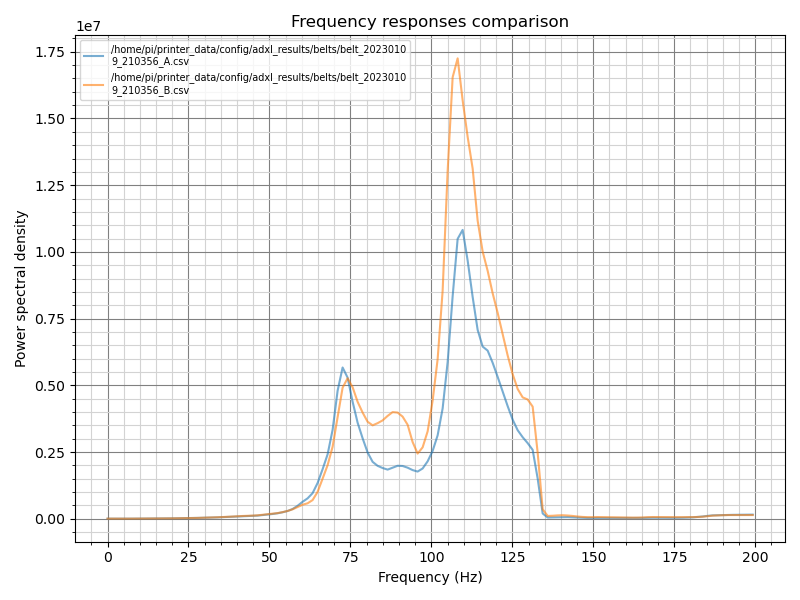 Frequency responses comparison
1e7
/home/pi/printer_data/config/adxl_results/belts/belt_2023010
9_210356_A.csv
/home/pi/printer_data/config/adxl_results/belts/belt_2023010
9_210356_B.csv
1.75
1.50
1.25
1.00
0.75
0.50
0.25
0.00
Power spectral density
0 25 50 75 100 125 150 175 200
Frequency (Hz)